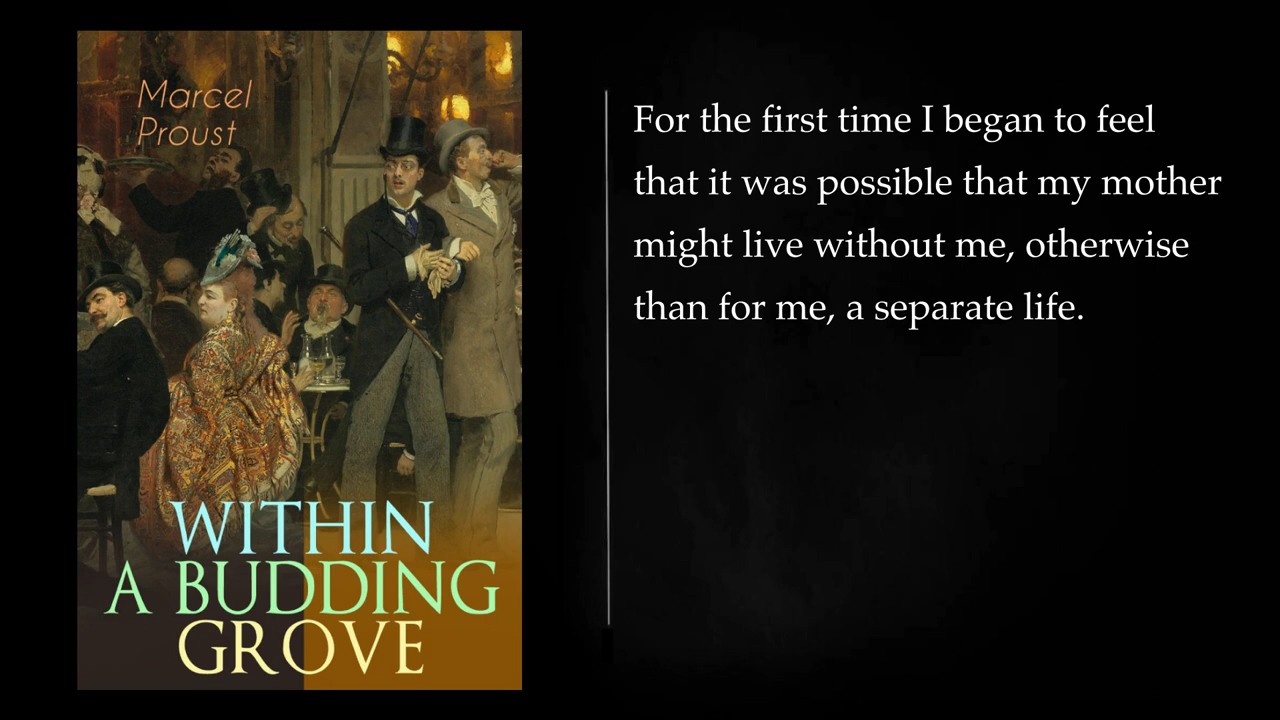 Marcel
Proust
WITHIN
A BUDDING
GROVE
For the first time I began to feel
that it was possible that my mother
might live without me, otherwise
than for me, a separate life.